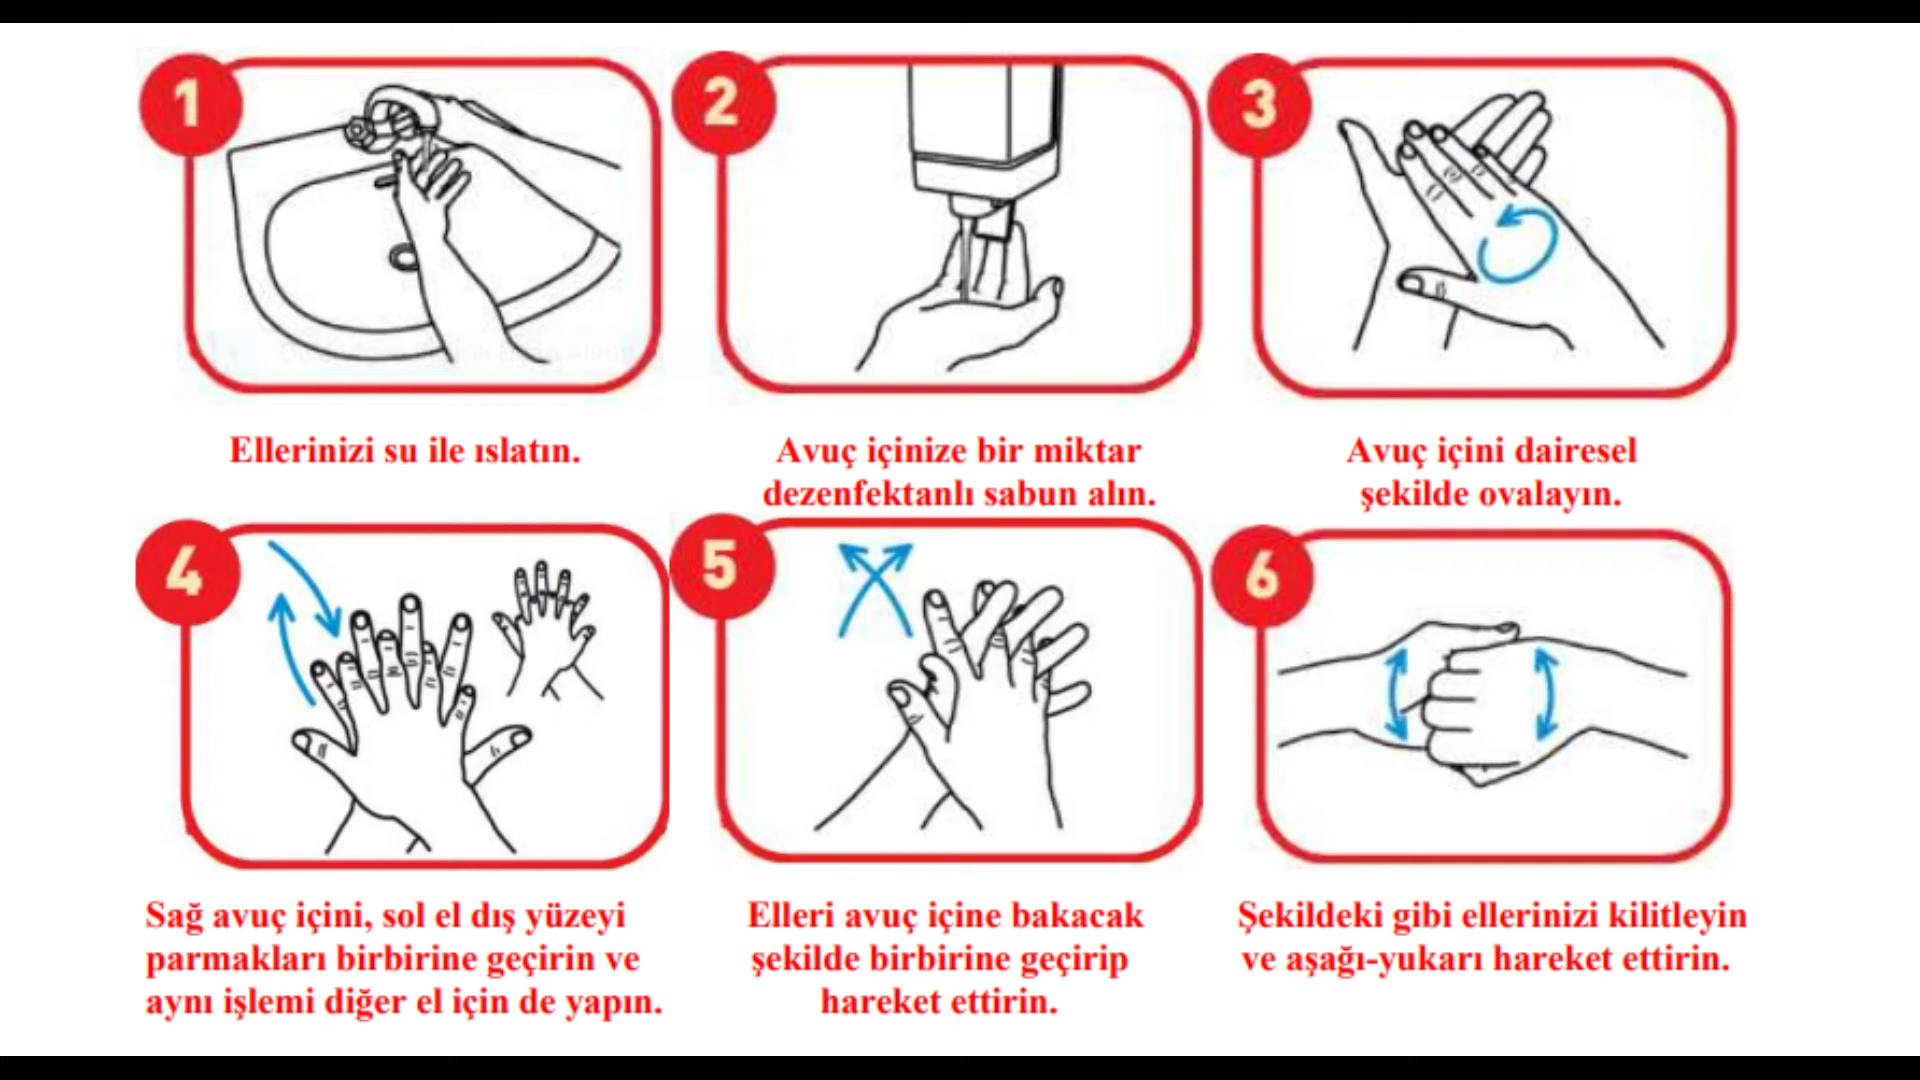 1
Ellerinizi su ile ıslatın.
2
Avuç içinize bir miktar
dezenfektanlı sabun alın.
3
Avuç içini dairesel
şekilde ovalayın.
4
Sağ avuç içini, sol el dış yüzeyi
parmakları birbirine geçirin ve
aynı işlemi diğer el için de yapın.
5
Elleri avuç içine bakacak
şekilde birbirine geçirip
hareket ettirin.
6
Şekildeki gibi ellerinizi kilitleyin
ve aşağı-yukarı hareket ettirin.